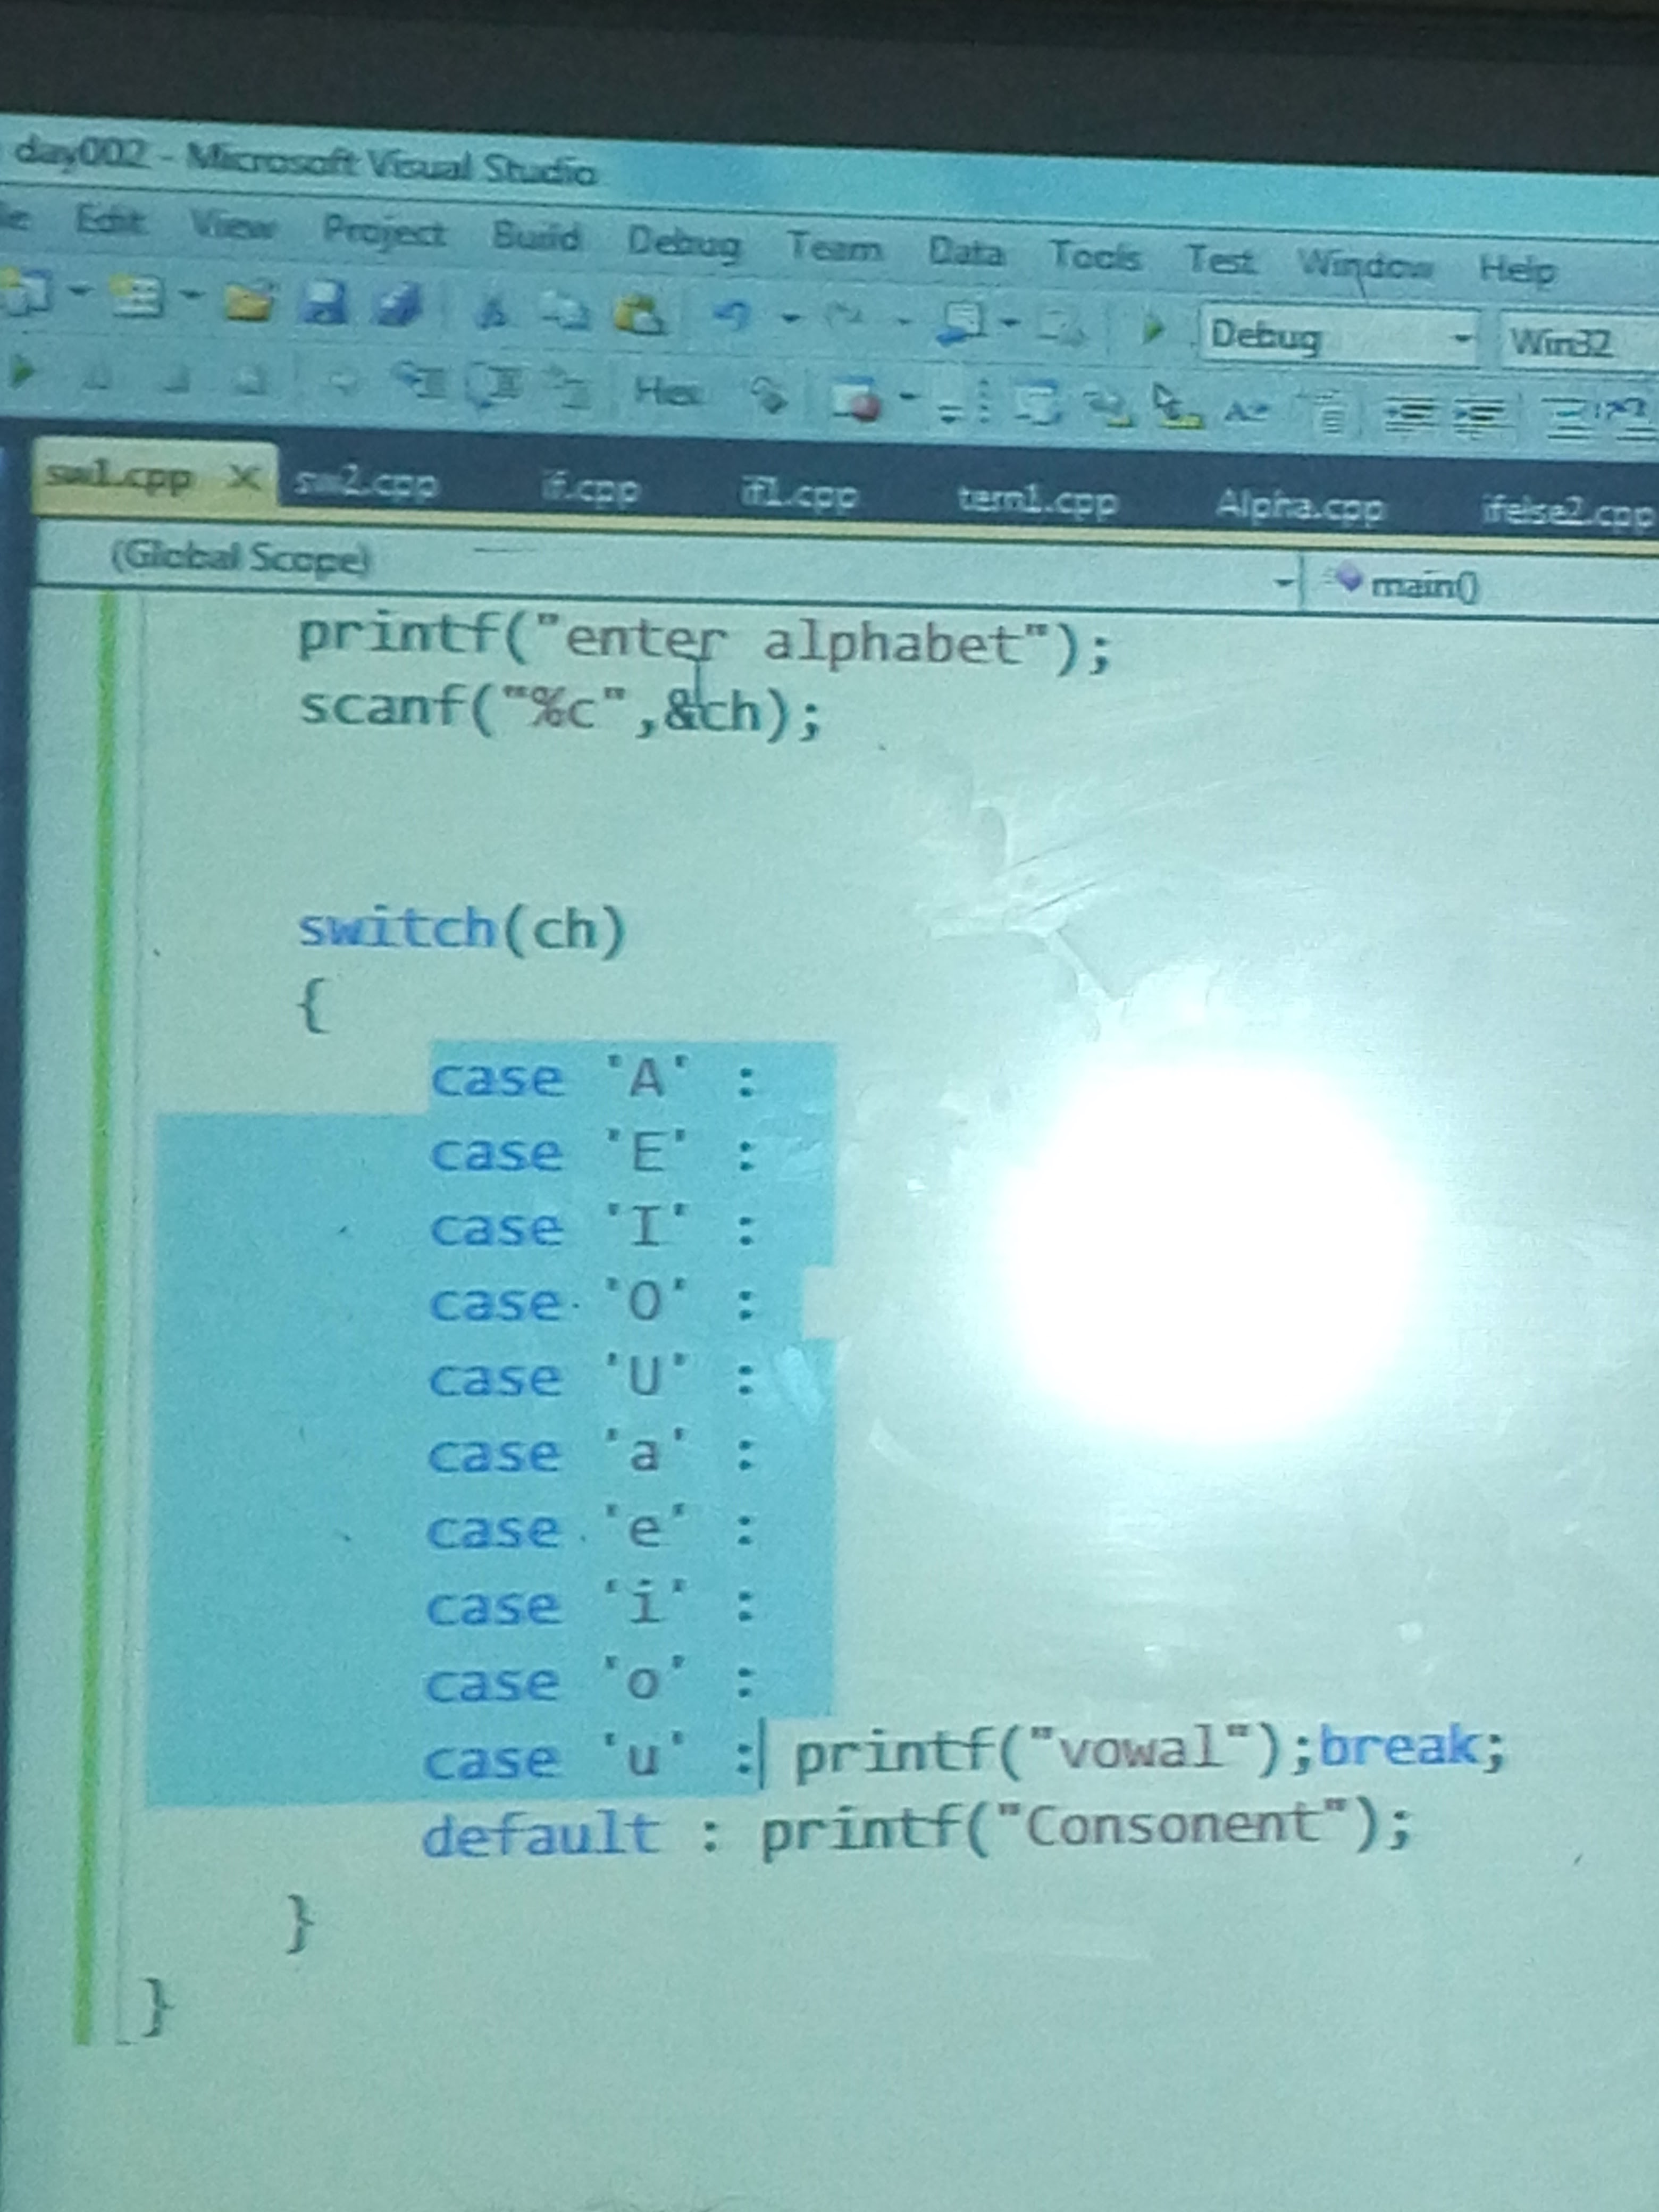 day002 - Microsoft Visual Studio
Edit View Project Build Debug Team Data Tools Test Window Help
Debug Win32
Hex
sw1.cpp X sw2.cpp if.cpp if1.cpp tern1.cpp Alpha.cpp ifelse2.cpp
(Global Scope) main()
printf("enter alphabet");
scanf("%c",&ch);
switch(ch)
{
case 'A' :
case 'E' :
case 'I' :
case 'O' :
case 'U' :
case 'a' :
case 'e' :
case 'i' :
case 'o' :
case 'u' : printf("vowal");break;
default : printf("Consonent");
}
}